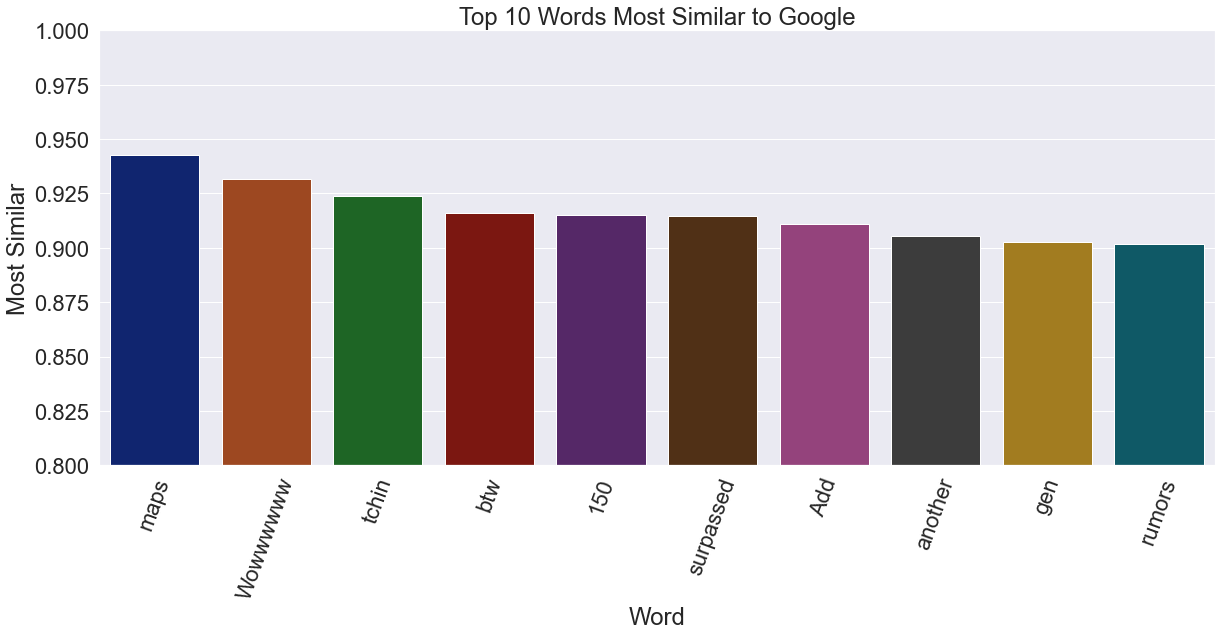 Top 10 Words Most Similar to Google
1.000
0.975
0.950
0.925
0.900
0.875
0.850
0.825
0.800
Most Similar
maps
Wowwwwww
tchin
btw
150
surpassed
Add
another
gen
rumors
Word